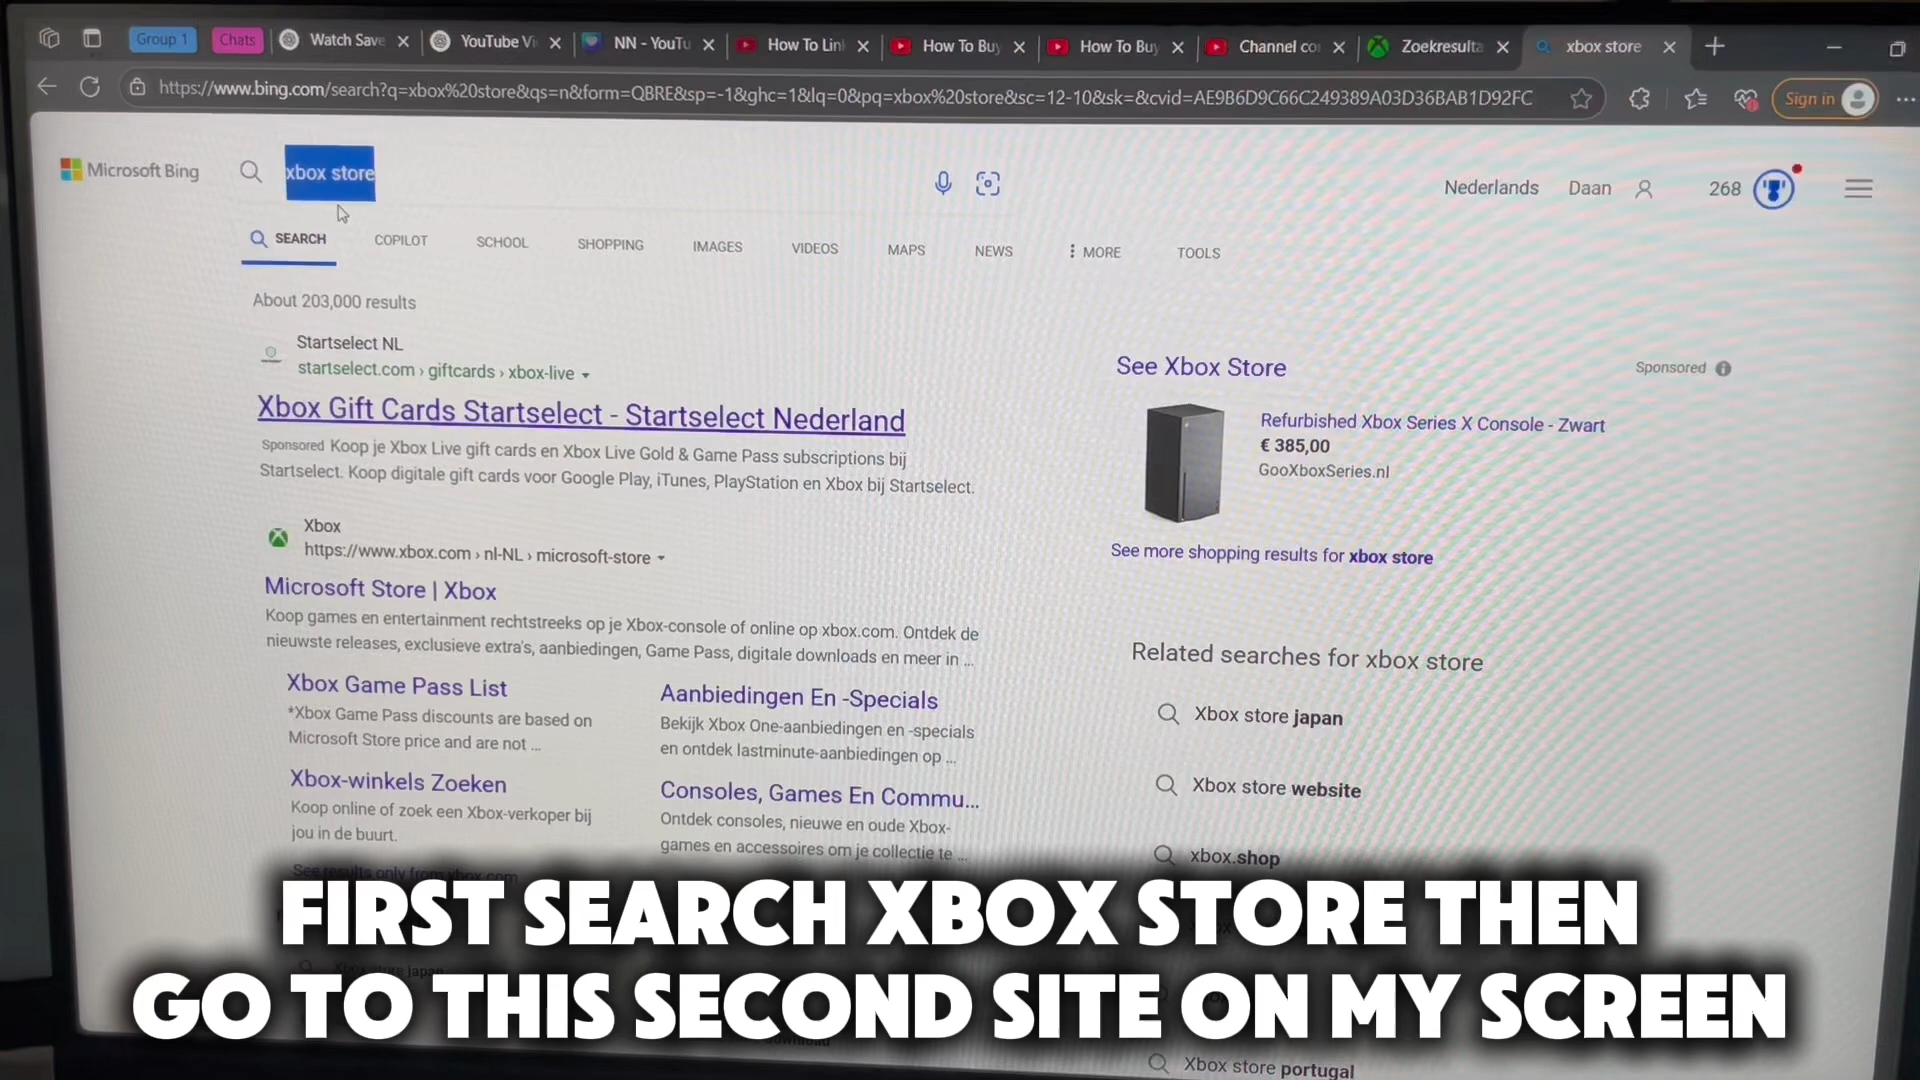 Group 1
Chats
Watch Save
YouTube Vi
NN - YouTu
How To Lin
How To Buy
How To Buy
Channel co
Zoekresulta
xbox store
https://www.bing.com/search?q=xbox%20store&qs=n&form=QBRE&sp=-1&ghc=1&lq=0&pq=xbox%20store&sc=12-10&sk=&cvid=AE9B6D9C66C249389A03D36BAB1D92FC
Sign in
Microsoft Bing
xbox store
Nederlands
Daan
268
SEARCH
COPILOT
SCHOOL
SHOPPING
IMAGES
VIDEOS
MAPS
NEWS
MORE
TOOLS
About 203,000 results
Startselect NL
startselect.com › giftcards › xbox-live
Xbox Gift Cards Startselect - Startselect Nederland
Sponsored Koop je Xbox Live gift cards en Xbox Live Gold & Game Pass subscriptions bij
Startselect. Koop digitale gift cards voor Google Play, iTunes, PlayStation en Xbox bij Startselect.
Xbox
https://www.xbox.com › nl-NL › microsoft-store
Microsoft Store | Xbox
Koop games en entertainment rechtstreeks op je Xbox-console of online op xbox.com. Ontdek de
nieuwste releases, exclusieve extra's, aanbiedingen, Game Pass, digitale downloads en meer in ...
Xbox Game Pass List
*Xbox Game Pass discounts are based on
Microsoft Store price and are not ...
Aanbiedingen En -Specials
Bekijk Xbox One-aanbiedingen en -specials
en ontdek lastminute-aanbiedingen op ...
Xbox-winkels Zoeken
Koop online of zoek een Xbox-verkoper bij
jou in de buurt.
Consoles, Games En Commu...
Ontdek consoles, nieuwe en oude Xbox-
games en accessoires om je collectie te ...
See results only from xbox.com
See Xbox Store
Sponsored
Refurbished Xbox Series X Console - Zwart
€ 385,00
GooXboxSeries.nl
See more shopping results for xbox store
Related searches for xbox store
Xbox store japan
Xbox store website
xbox.shop
Xbox store portugal
FIRST SEARCH XBOX STORE THEN
GO TO THIS SECOND SITE ON MY SCREEN